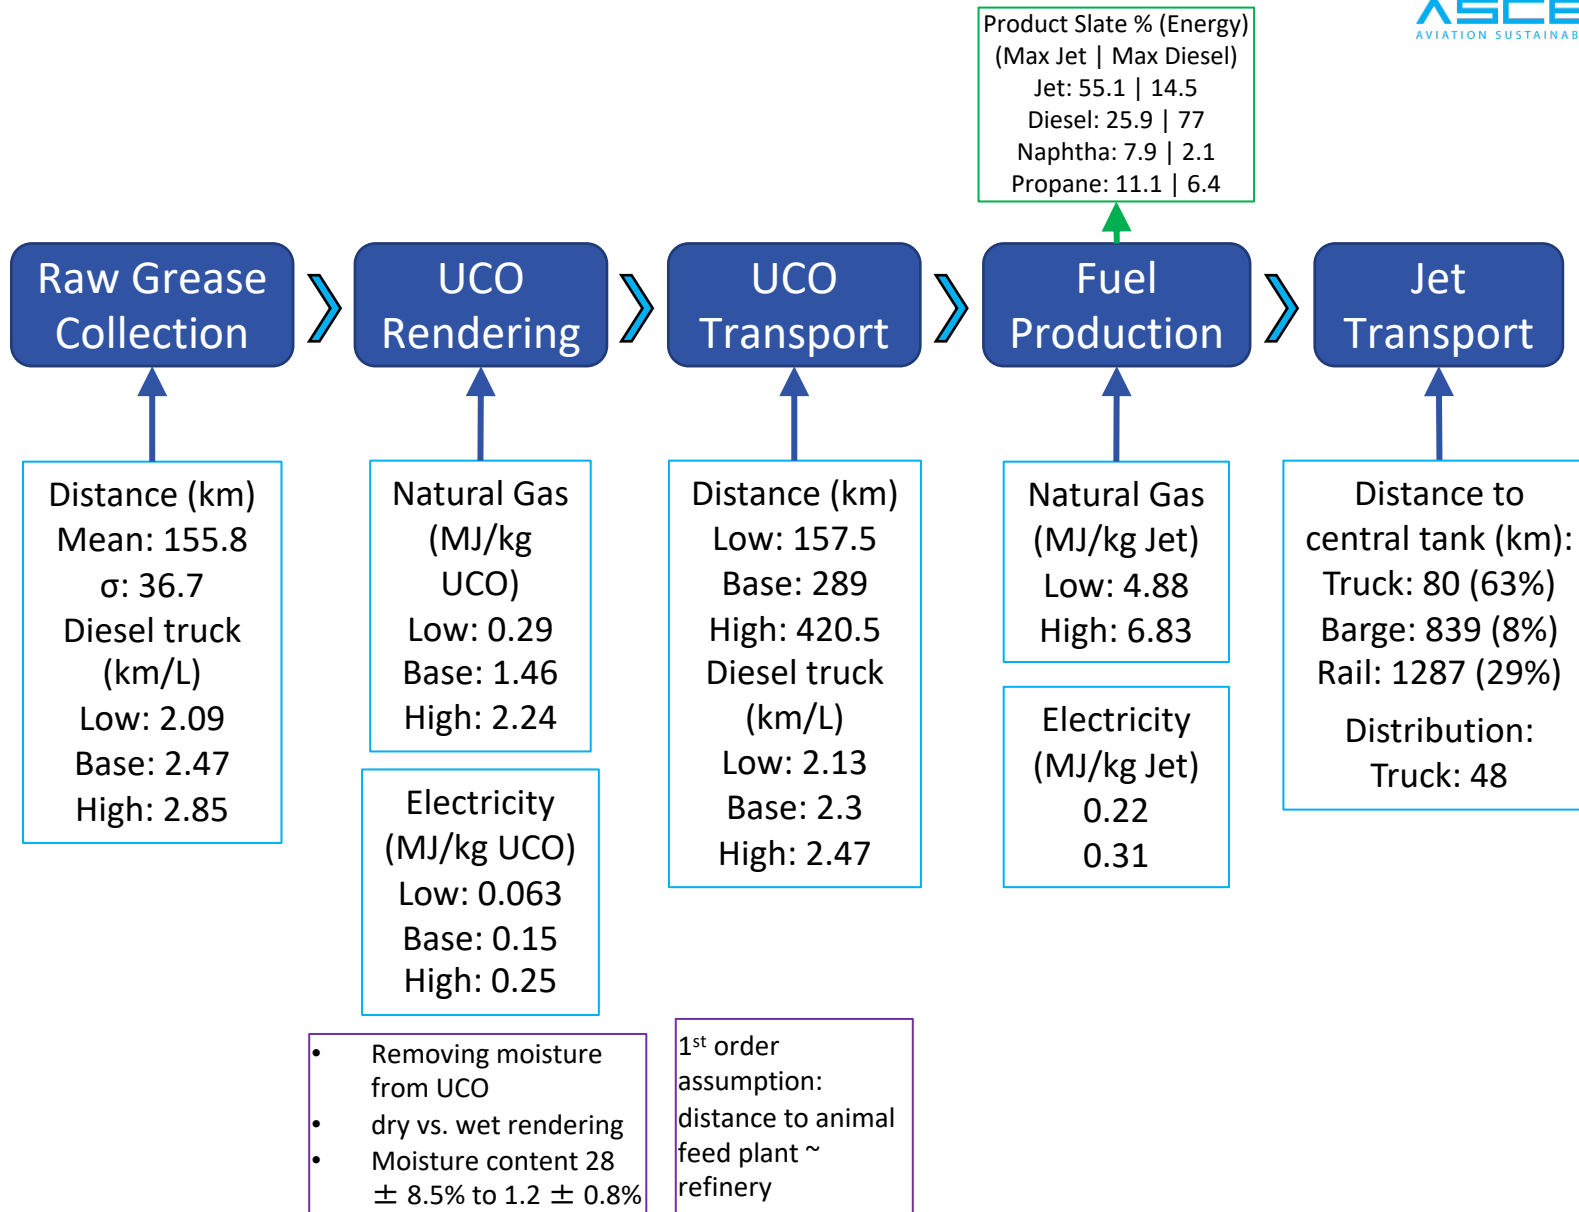 ASCE
AVIATION SUSTAINAB
Product Slate % (Energy)
(Max Jet | Max Diesel)
Jet: 55.1 | 14.5
Diesel: 25.9 | 77
Naphtha: 7.9 | 2.1
Propane: 11.1 | 6.4
Raw Grease
Collection
UCO
Rendering
UCO
Transport
Fuel
Production
Jet
Transport
Distance (km)
Mean: 155.8
σ: 36.7
Diesel truck
(km/L)
Low: 2.09
Base: 2.47
High: 2.85
Natural Gas
(MJ/kg
UCO)
Low: 0.29
Base: 1.46
High: 2.24
Electricity
(MJ/kg UCO)
Low: 0.063
Base: 0.15
High: 0.25
• Removing moisture
from UCO
• dry vs. wet rendering
• Moisture content 28
± 8.5% to 1.2 ± 0.8%
Distance (km)
Low: 157.5
Base: 289
High: 420.5
Diesel truck
(km/L)
Low: 2.13
Base: 2.3
High: 2.47
1st order
assumption:
distance to animal
feed plant ~
refinery
Natural Gas
(MJ/kg Jet)
Low: 4.88
High: 6.83
Electricity
(MJ/kg Jet)
0.22
0.31
Distance to
central tank (km):
Truck: 80 (63%)
Barge: 839 (8%)
Rail: 1287 (29%)
Distribution:
Truck: 48